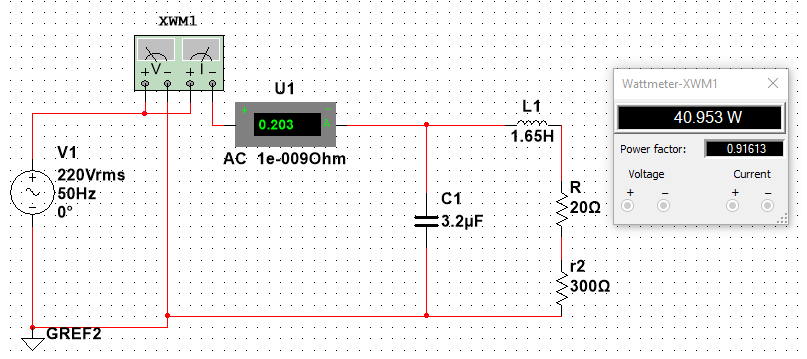 XWM1
V
I
+ − + −
U1
+
−
0.203
A
AC 1e-009Ohm
V1
220Vrms
50Hz
0°
+
−
GREF2
C1
3.2µF
L1
1.65H
R
20Ω
r2
300Ω
Wattmeter-XWM1
40.953 W
Power factor: 0.91613
Voltage Current
+ − + −